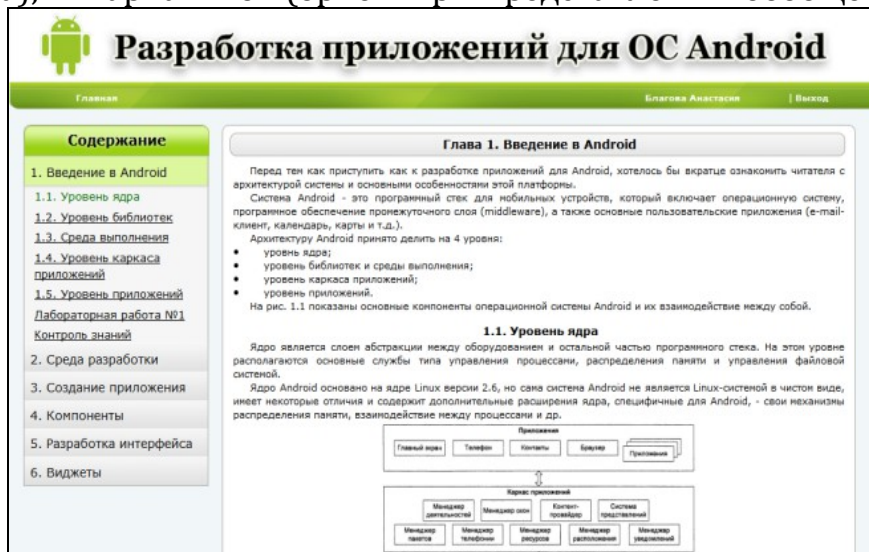 Разработка приложений для ОС Android
Главная
Благова Анастасия | Выход
Содержание
1. Введение в Android
1.1. Уровень ядра
1.2. Уровень библиотек
1.3. Среда выполнения
1.4. Уровень каркаса
приложений
1.5. Уровень приложений
Лабораторная работа №1
Контроль знаний
2. Среда разработки
3. Создание приложения
4. Компоненты
5. Разработка интерфейса
6. Виджеты
Глава 1. Введение в Android
Перед тем как приступить как к разработке приложений для Android, хотелось бы вкратце ознакомить читателя с
архитектурой системы и основными особенностями этой платформы.
Система Android - это программный стек для мобильных устройств, который включает операционную систему,
программное обеспечение промежуточного слоя (middleware), а также основные пользовательские приложения (e-mail-
клиент, календарь, карты и т.д.).
Архитектуру Android принято делить на 4 уровня:
• уровень ядра;
• уровень библиотек и среды выполнения;
• уровень каркаса приложений;
• уровень приложений.
На рис. 1.1 показаны основные компоненты операционной системы Android и их взаимодействие между собой.
1.1. Уровень ядра
Ядро является слоем абстракции между оборудованием и остальной частью программного стека. На этом уровне
располагаются основные службы типа управления процессами, распределения памяти и управления файловой
системой.
Ядро Android основано на ядре Linux версии 2.6, но сама система Android не является Linux-системой в чистом виде,
имеет некоторые отличия и содержит дополнительные расширения ядра, специфичные для Android, - свои механизмы
распределения памяти, взаимодействие между процессами и др.
Приложения
Главный экран Телефон Контакты Браузер Приложения
Каркас приложений
Менеджер деятельностей Менеджер окон Контент-провайдер Система представлений
Менеджер пакетов Менеджер телефонии Менеджер ресурсов Менеджер расположения Менеджер уведомлений